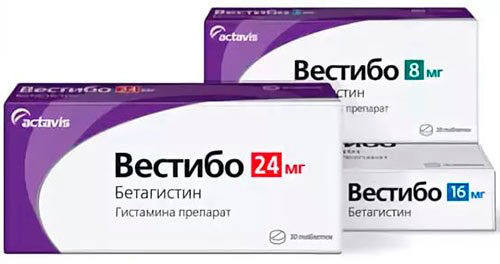 actavis
Вестибо 8 мг
Бетагистин
препарат
30 таблеток
actavis
Вестибо 24 мг
Бетагистин
Гистамина препарат
30 таблеток
Вестибо 16 мг
Бетагистин